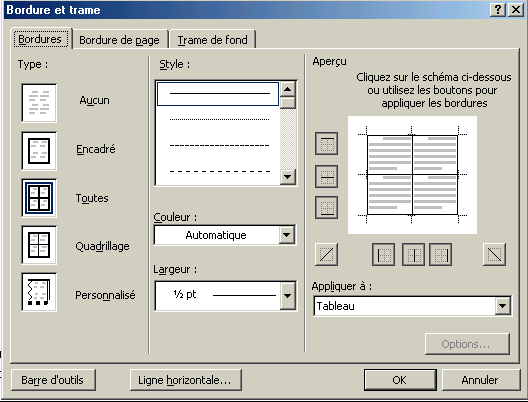 Bordure et trame
Bordures
Bordure de page
Trame de fond
Type :
Aucun
Encadré
Toutes
Quadrillage
Personnalisé
Style :
Couleur :
Automatique
Largeur :
½ pt
Aperçu
Cliquez sur le schéma ci-dessous
ou utilisez les boutons pour
appliquer les bordures
Appliquer à :
Tableau
Options...
Barre d'outils
Ligne horizontale...
OK
Annuler